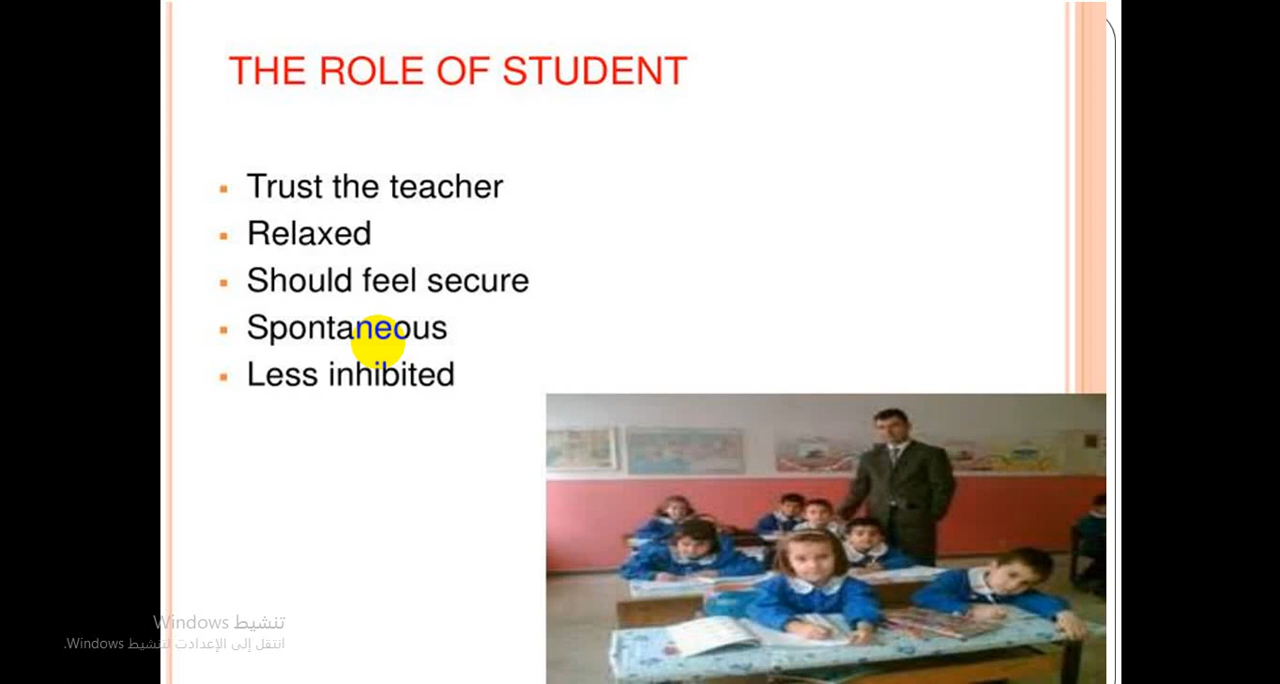 THE ROLE OF STUDENT
Trust the teacher
Relaxed
Should feel secure
Spontaneous
Less inhibited
تنشيط Windows
انتقل إلى الإعدادت لتنشيط Windows.